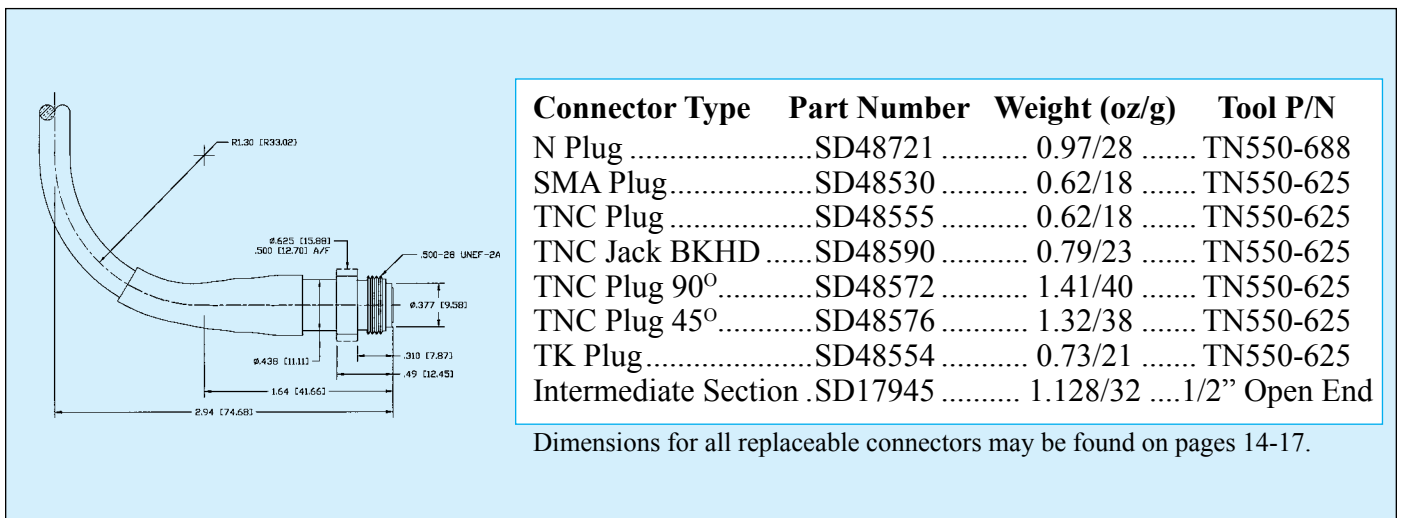 R1.30 [R33.02]
ø.625 [15.88]
.500 [12.70] A/F
.500-28 UNEF-2A
ø.377 [9.58]
ø.438 [11.11]
.310 [7.87]
.49 [12.45]
1.64 [41.66]
2.94 [74.68]
Connector Type Part Number Weight (oz/g) Tool P/N
N Plug .......................SD48721 ........... 0.97/28 ....... TN550-688
SMA Plug..................SD48530 ........... 0.62/18 ....... TN550-625
TNC Plug ..................SD48555 ........... 0.62/18 ....... TN550-625
TNC Jack BKHD .......SD48590 ........... 0.79/23 ....... TN550-625
TNC Plug 90ᴼ............SD48572 ........... 1.41/40 ....... TN550-625
TNC Plug 45ᴼ............SD48576 ........... 1.32/38 ....... TN550-625
TK Plug.....................SD48554 ........... 0.73/21 ....... TN550-625
Intermediate Section .SD17945 .......... 1.128/32 ....1/2” Open End
Dimensions for all replaceable connectors may be found on pages 14-17.